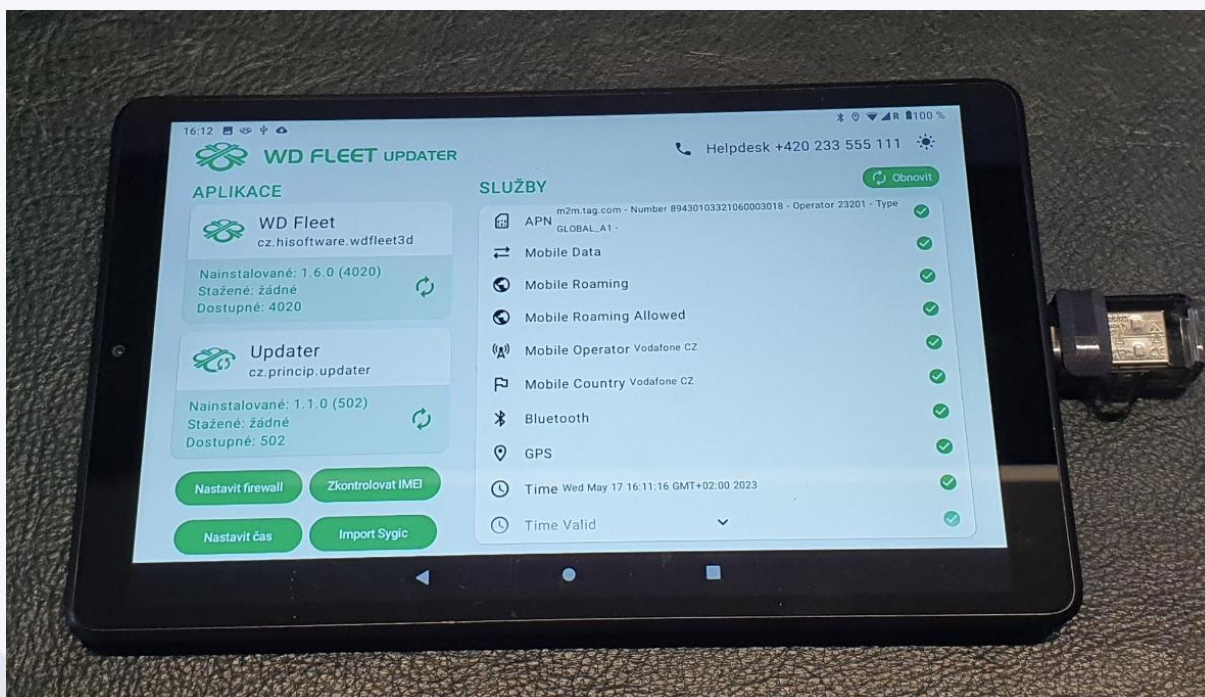 16:12
100 %
WD FLEET UPDATER
Helpdesk +420 233 555 111
APLIKACE
WD Fleet
cz.hisoftware.wdfleet3d
Nainstalované: 1.6.0 (4020)
Stažené: žádné
Dostupné: 4020
Updater
cz.princip.updater
Nainstalované: 1.1.0 (502)
Stažené: žádné
Dostupné: 502
Nastavit firewall
Zkontrolovat IMEI
Nastavit čas
Import Sygic
SLUŽBY
Obnovit
APN m2m.tag.com - Number 89430103321060003018 - Operator 23201 - Type
GLOBAL_A1 -
Mobile Data
Mobile Roaming
Mobile Roaming Allowed
Mobile Operator Vodafone CZ
Mobile Country Vodafone CZ
Bluetooth
GPS
Time Wed May 17 16:11:16 GMT+02:00 2023
Time Valid